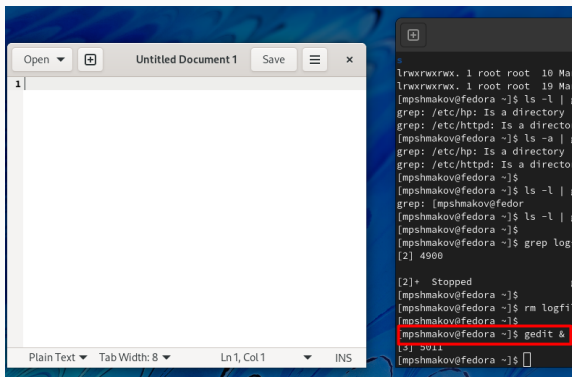 Open
Untitled Document 1
Save
1
Plain Text
Tab Width: 8
Ln 1, Col 1
INS
s
lrwxrwxrwx. 1 root root 10 Ma
lrwxrwxrwx. 1 root root 19 Ma
[mpshmakov@fedora ~]$ ls -l |
grep: /etc/hp: Is a directory
grep: /etc/httpd: Is a directo
[mpshmakov@fedora ~]$ ls -a |
grep: /etc/hp: Is a directory
grep: /etc/httpd: Is a directo
[mpshmakov@fedora ~]$
[mpshmakov@fedora ~]$ ls -l |
grep: [mpshmakov@fedor
[mpshmakov@fedora ~]$ ls -l |
[mpshmakov@fedora ~]$
[mpshmakov@fedora ~]$ grep log
[2] 4900
[2]+ Stopped
[mpshmakov@fedora ~]$
[mpshmakov@fedora ~]$ rm logfil
[mpshmakov@fedora ~]$
[mpshmakov@fedora ~]$ gedit &
[3] 5011
[mpshmakov@fedora ~]$